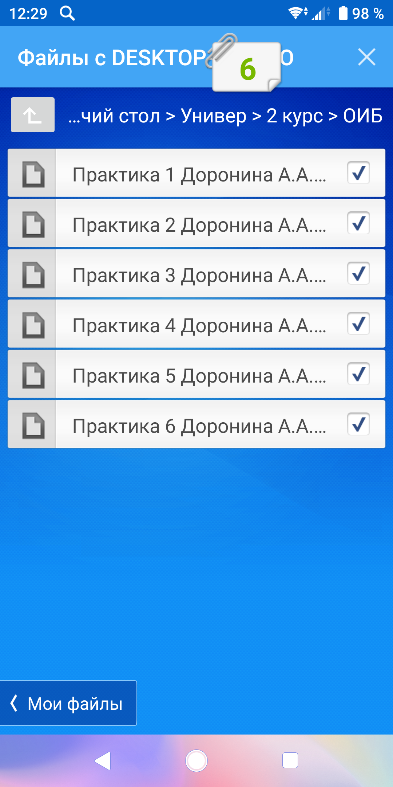 12:29 98 %
Файлы с DESKTOP O
6
...чий стол > Универ > 2 курс > ОИБ
Практика 1 Доронина А.А....
Практика 2 Доронина А.А....
Практика 3 Доронина А.А....
Практика 4 Доронина А.А....
Практика 5 Доронина А.А....
Практика 6 Доронина А.А....
Мои файлы